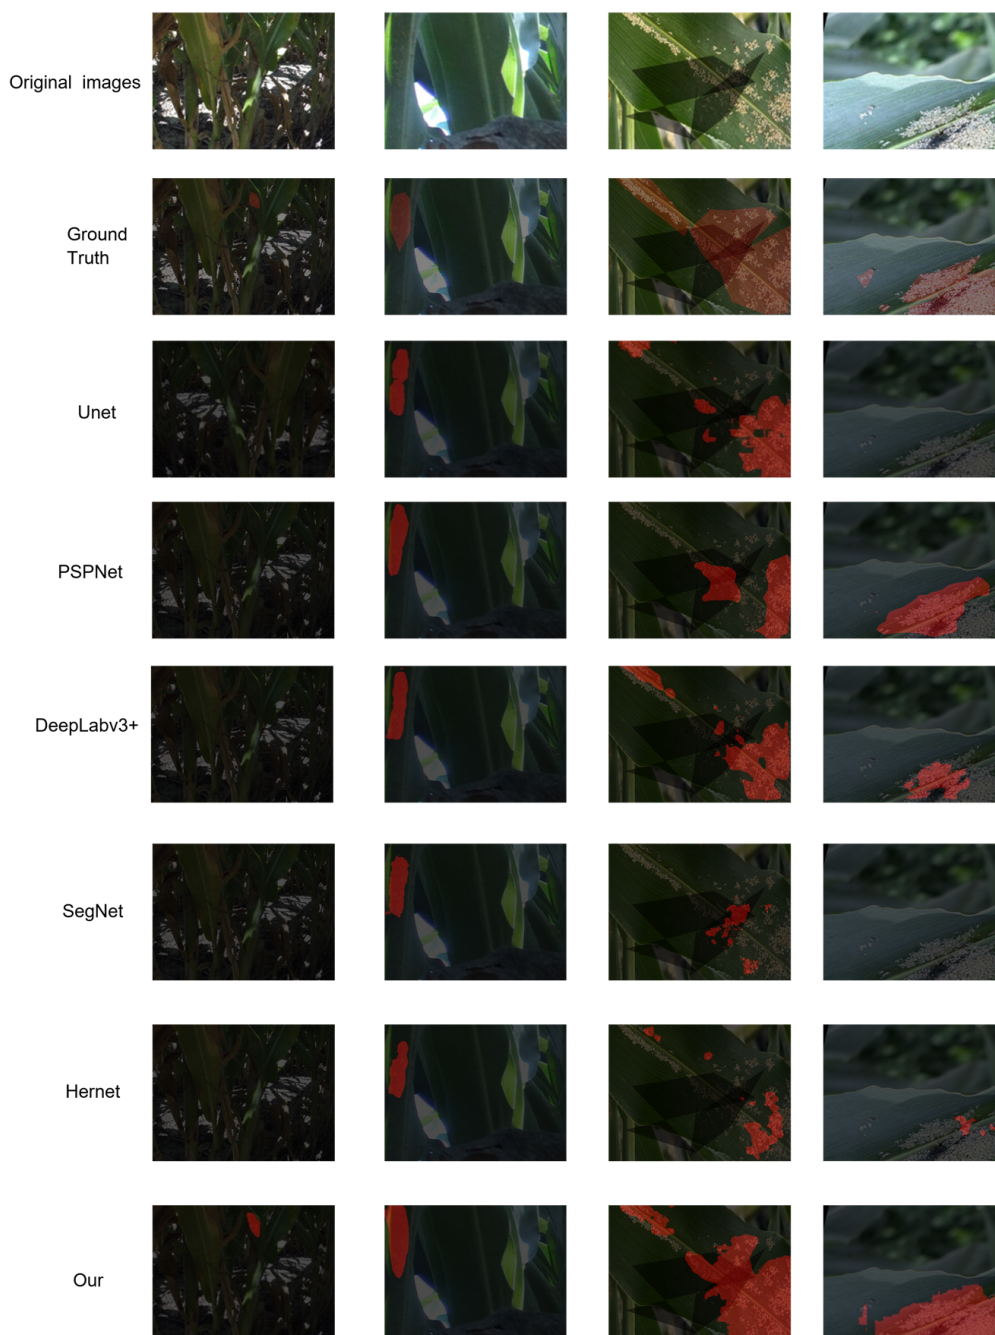 Original images
Ground
Truth
Unet
PSPNet
DeepLabv3+
SegNet
Hernet
Our